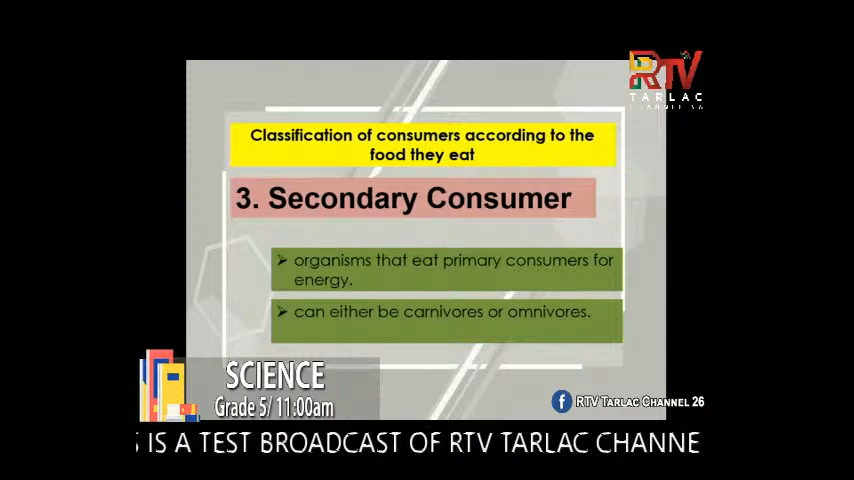 RTV
TARLAC
Classification of consumers according to the
food they eat
3. Secondary Consumer
➢ organisms that eat primary consumers for
energy.
➢ can either be carnivores or omnivores.
SCIENCE
Grade 5/ 11:00am
f RTV TARLAC CHANNEL 26
IS A TEST BROADCAST OF RTV TARLAC CHANNE